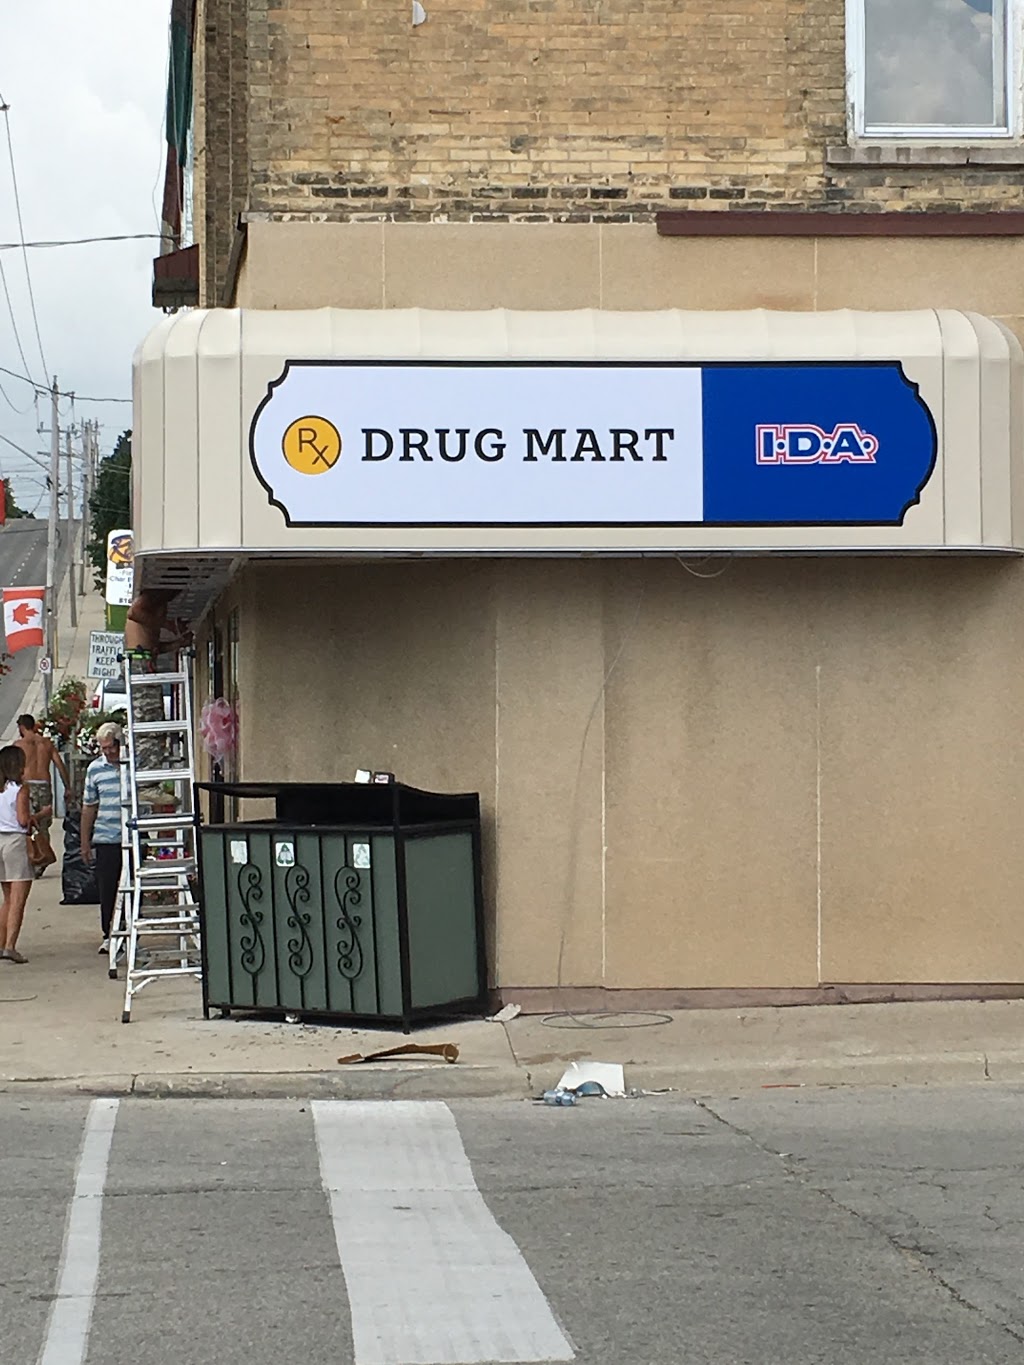 Rx DRUG MART I·D·A·
THROUGH
TRAFFIC
KEEP
RIGHT